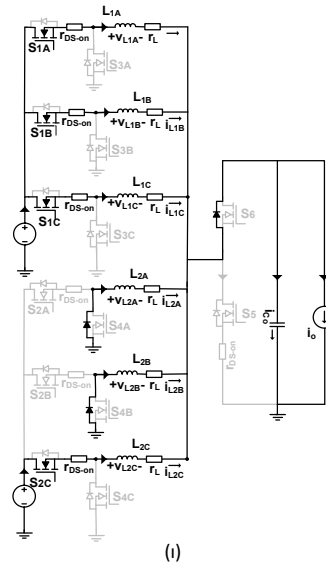 L1A
S1A rDS-on +vL1A- rL iL1A
S3A
L1B
S1B rDS-on +vL1B- rL iL1B
S3B
L1C
S1C rDS-on +vL1C- rL iL1C
S3C
S6
L2A
S2A rDS-on +vL2A- rL iL2A
S4A
S5
iCo
io
rDS-on
L2B
S2B rDS-on +vL2B- rL iL2B
S4B
L2C
S2C rDS-on +vL2C- rL iL2C
S4C
(ı)